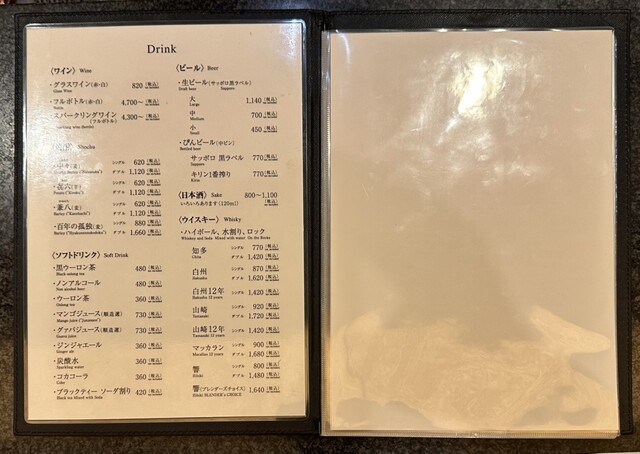 Drink
〈ワイン〉 Wine
・グラスワイン(赤・白) 820 (税込)
Glass Wine
・フルボトル(赤・白) 4,700〜 (税込)
Bottle
スパークリングワイン 4,300〜 (税込)
(フルボトル)
Shochu
シングル 620 (税込)
ダブル 1,120 (税込)
・㐂六(芋) シングル 620 (税込)
ダブル 1,120 (税込)
・兼八(麦) シングル 620 (税込)
ダブル 1,120 (税込)
・百年の孤独(麦) シングル 880 (税込)
ダブル 1,660 (税込)
〈ソフトドリンク〉 Soft Drink
・黒ウーロン茶 480 (税込)
Black oolong tea
・ノンアルコール 480 (税込)
Non alcohol beer
・ウーロン茶 360 (税込)
Oolong tea
・マンゴジュース(順造選) 730 (税込)
・グァバジュース(順造選) 730 (税込)
Guava juice
・ジンジャエール 360 (税込)
Ginger ale
・炭酸水 360 (税込)
Sparkling water
・コカコーラ 360 (税込)
Coke
・ブラックティー ソーダ割り 420 (税込)
Black tea Mixed with Soda
〈ビール〉 Beer
・生ビール(サッポロ黒ラベル)
Draft beer Sapporo
大 1,140 (税込)
Large
中 700 (税込)
Medium
小 450 (税込)
Small
・びんビール(中ビン)
Bottled beer
サッポロ 黒ラベル 770 (税込)
Sapporo
キリン1番搾り 770 (税込)
Kirin
〈日本酒〉 Sake 800〜1,100
いろいろあります(120ml) (税込)
〈ウイスキー〉 Whisky
・ハイボール、水割り、ロック
Whiskey and Soda Mixed with water On the Rocks
知多 シングル 770 (税込)
Chita ダブル 1,420 (税込)
白州 シングル 870 (税込)
Hakushu ダブル 1,620 (税込)
白州12年 シングル 1,420 (税込)
Hakushu 12 years
山崎 シングル 920 (税込)
Yamazaki ダブル 1,720 (税込)
山崎12年 シングル 1,420 (税込)
Yamazaki 12 years
マッカラン シングル 900 (税込)
Macallan 12 years ダブル 1,680 (税込)
響 シングル 800 (税込)
Hibiki ダブル 1,480 (税込)
響(ブレンダーズチョイス) 1,640 (税込)
Hibiki BLENDER's CHOICE